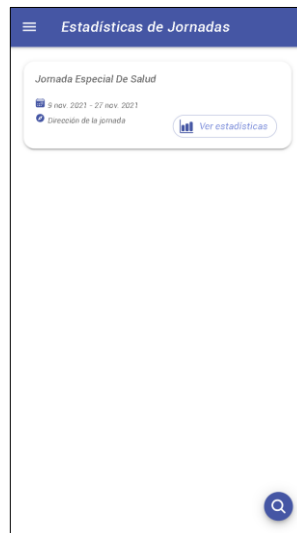 Estadísticas de Jornadas
Jornada Especial De Salud
9 nov. 2021 - 27 nov. 2021
Dirección de la jornada
Ver estadísticas